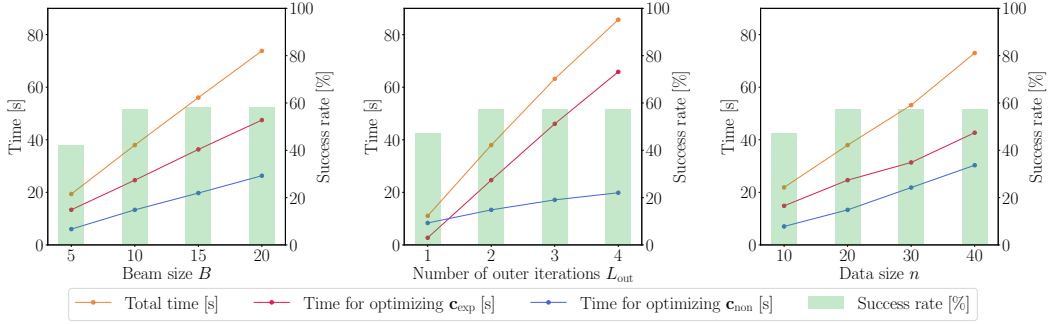 100
100
100
80
80
80
80
80
80
60
60
60
60
60
60
40
40
40
40
40
40
20
20
20
20
20
20
0
0
0
0
0
0
Time [s]
Success rate [%]
Time [s]
Success rate [%]
Time [s]
Success rate [%]
5 10 15 20
1 2 3 4
10 20 30 40
Beam size B
Number of outer iterations L_out
Data size n
Total time [s]
Time for optimizing c_exp [s]
Time for optimizing c_non [s]
Success rate [%]